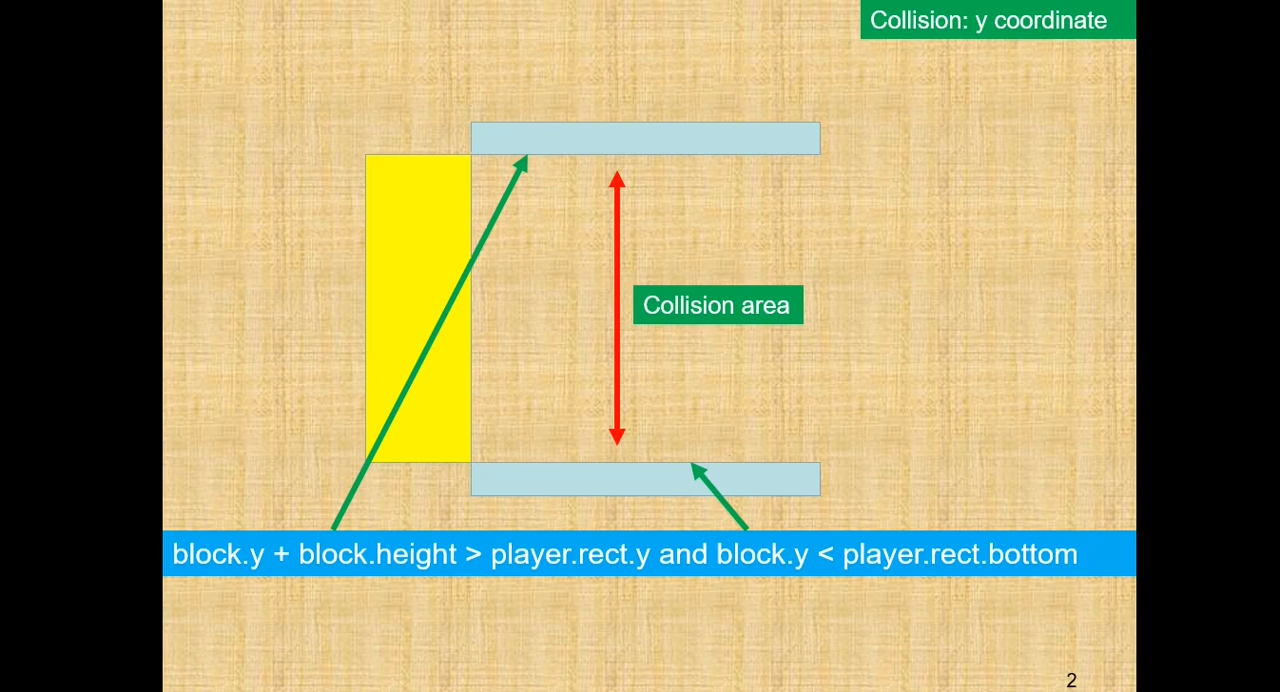 Collision: y coordinate
Collision area
block.y + block.height > player.rect.y and block.y < player.rect.bottom
2